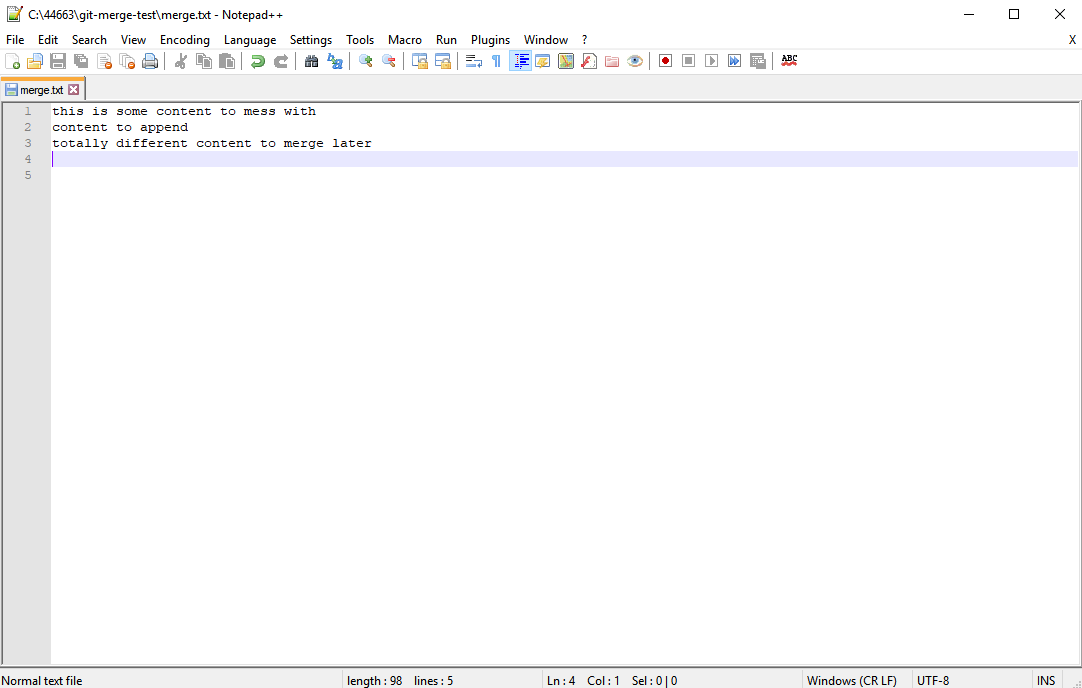 C:\44663\git-merge-test\merge.txt - Notepad++
File Edit Search View Encoding Language Settings Tools Macro Run Plugins Window ? X
ABC
merge.txt
1 this is some content to mess with
2 content to append
3 totally different content to merge later
4
5
Normal text file length : 98 lines : 5 Ln : 4 Col : 1 Sel : 0 | 0 Windows (CR LF) UTF-8 INS